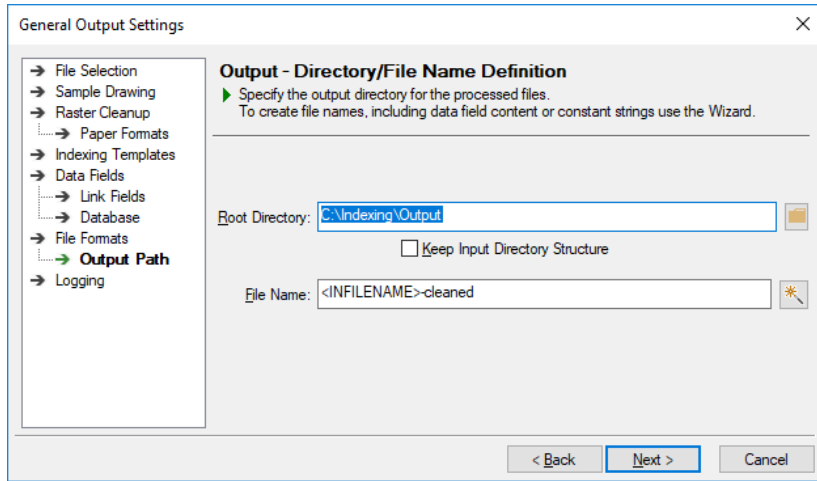 General Output Settings
File Selection
Sample Drawing
Raster Cleanup
Paper Formats
Indexing Templates
Data Fields
Link Fields
Database
File Formats
Output Path
Logging
Output - Directory/File Name Definition
Specify the output directory for the processed files.
To create file names, including data field content or constant strings use the Wizard.
Root Directory: C:\Indexing\Output
Keep Input Directory Structure
File Name: <INFILENAME>-cleaned
< Back Next > Cancel